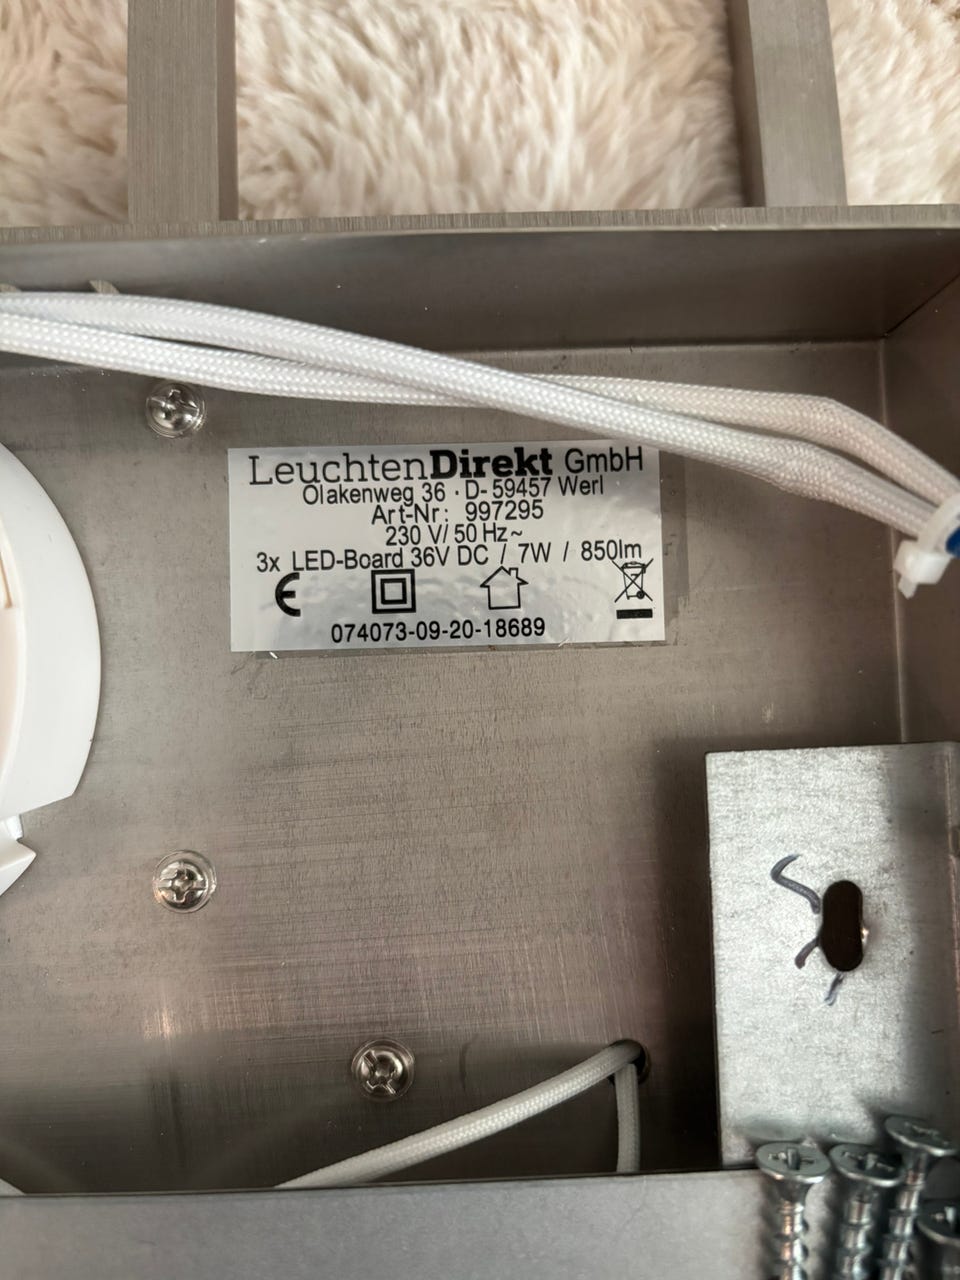 LeuchtenDirekt GmbH
Olakenweg 36 · D-59457 Werl
Art-Nr: 997295
230 V/ 50 Hz~
3x LED-Board 36V DC / 7W / 850lm
CE
074073-09-20-18689